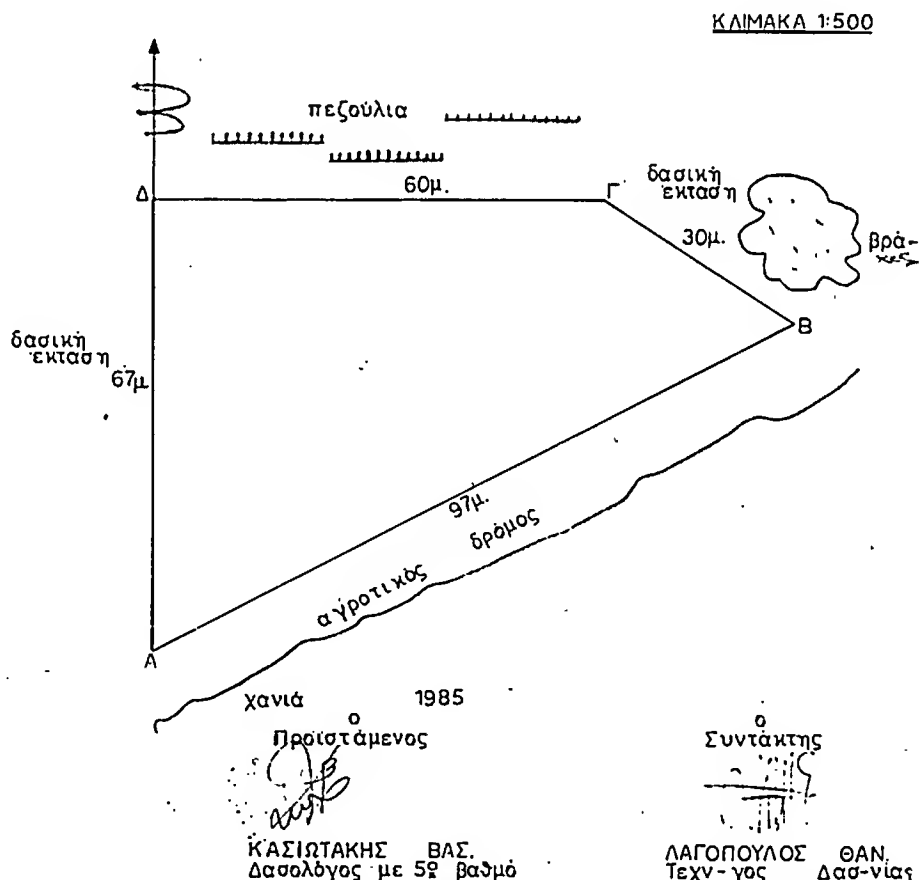 ΚΛΙΜΑΚΑ 1:500
πεζούλια
Δ
60μ.
Γ
δασική
έκταση
30μ.
βρά-
χες
Β
δασική
έκταση
67μ.
97μ.
αγροτικός δρόμος
Α
χανιά 1985
ο
Προϊστάμενος
ο
Συντάκτης
ΚΑΣΙΩΤΑΚΗΣ ΒΑΣ.
Δασολόγος με 5º βαθμό
ΛΑΓΟΠΟΥΛΟΣ ΘΑΝ.
Τεχν-γος Δασ-νίας